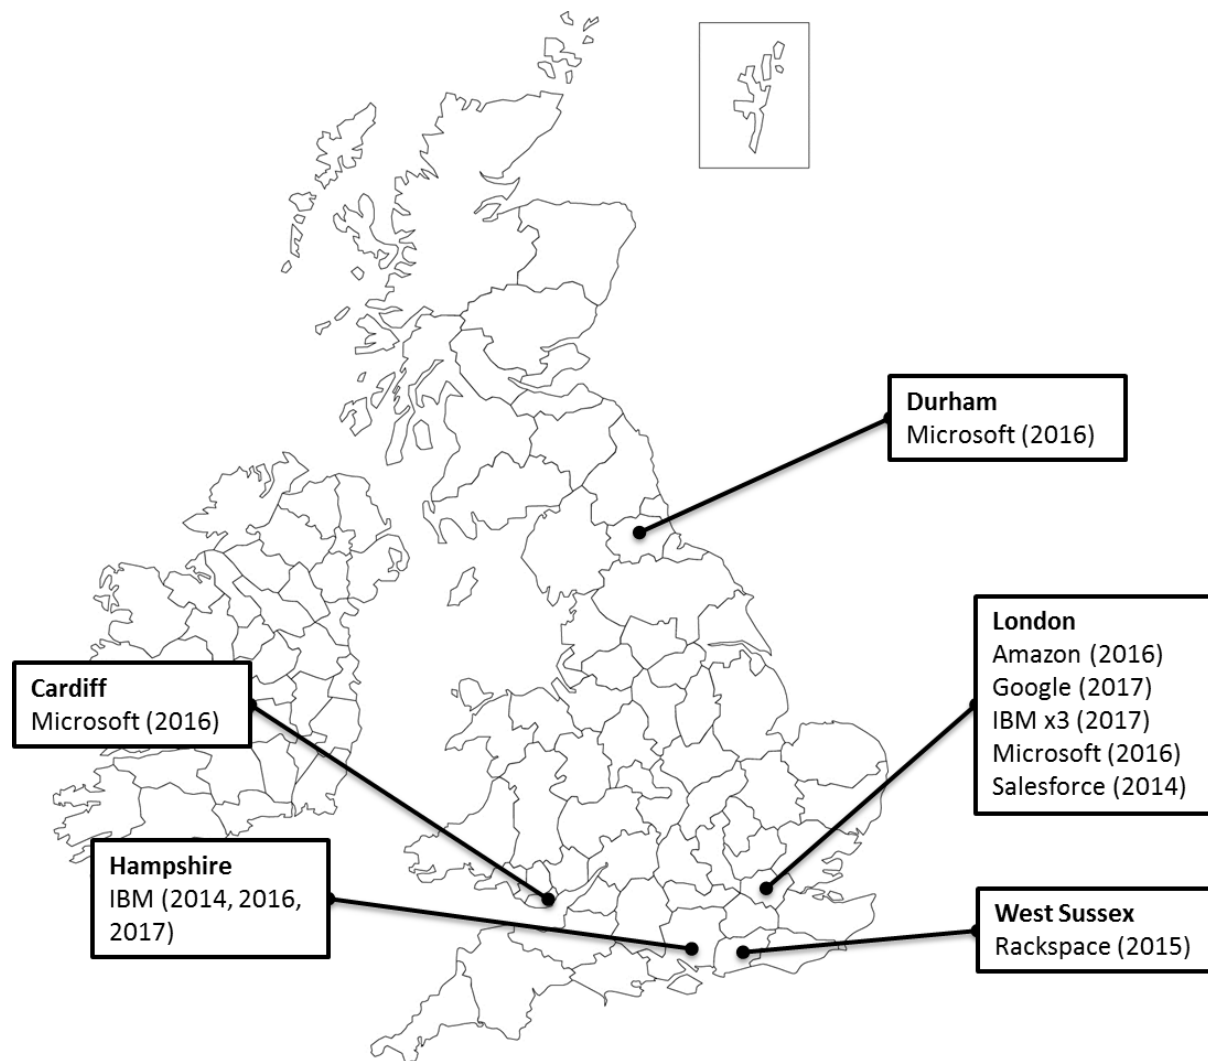 Durham
Microsoft (2016)
London
Amazon (2016)
Google (2017)
IBM x3 (2017)
Microsoft (2016)
Salesforce (2014)
Cardiff
Microsoft (2016)
Hampshire
IBM (2014, 2016,
2017)
West Sussex
Rackspace (2015)